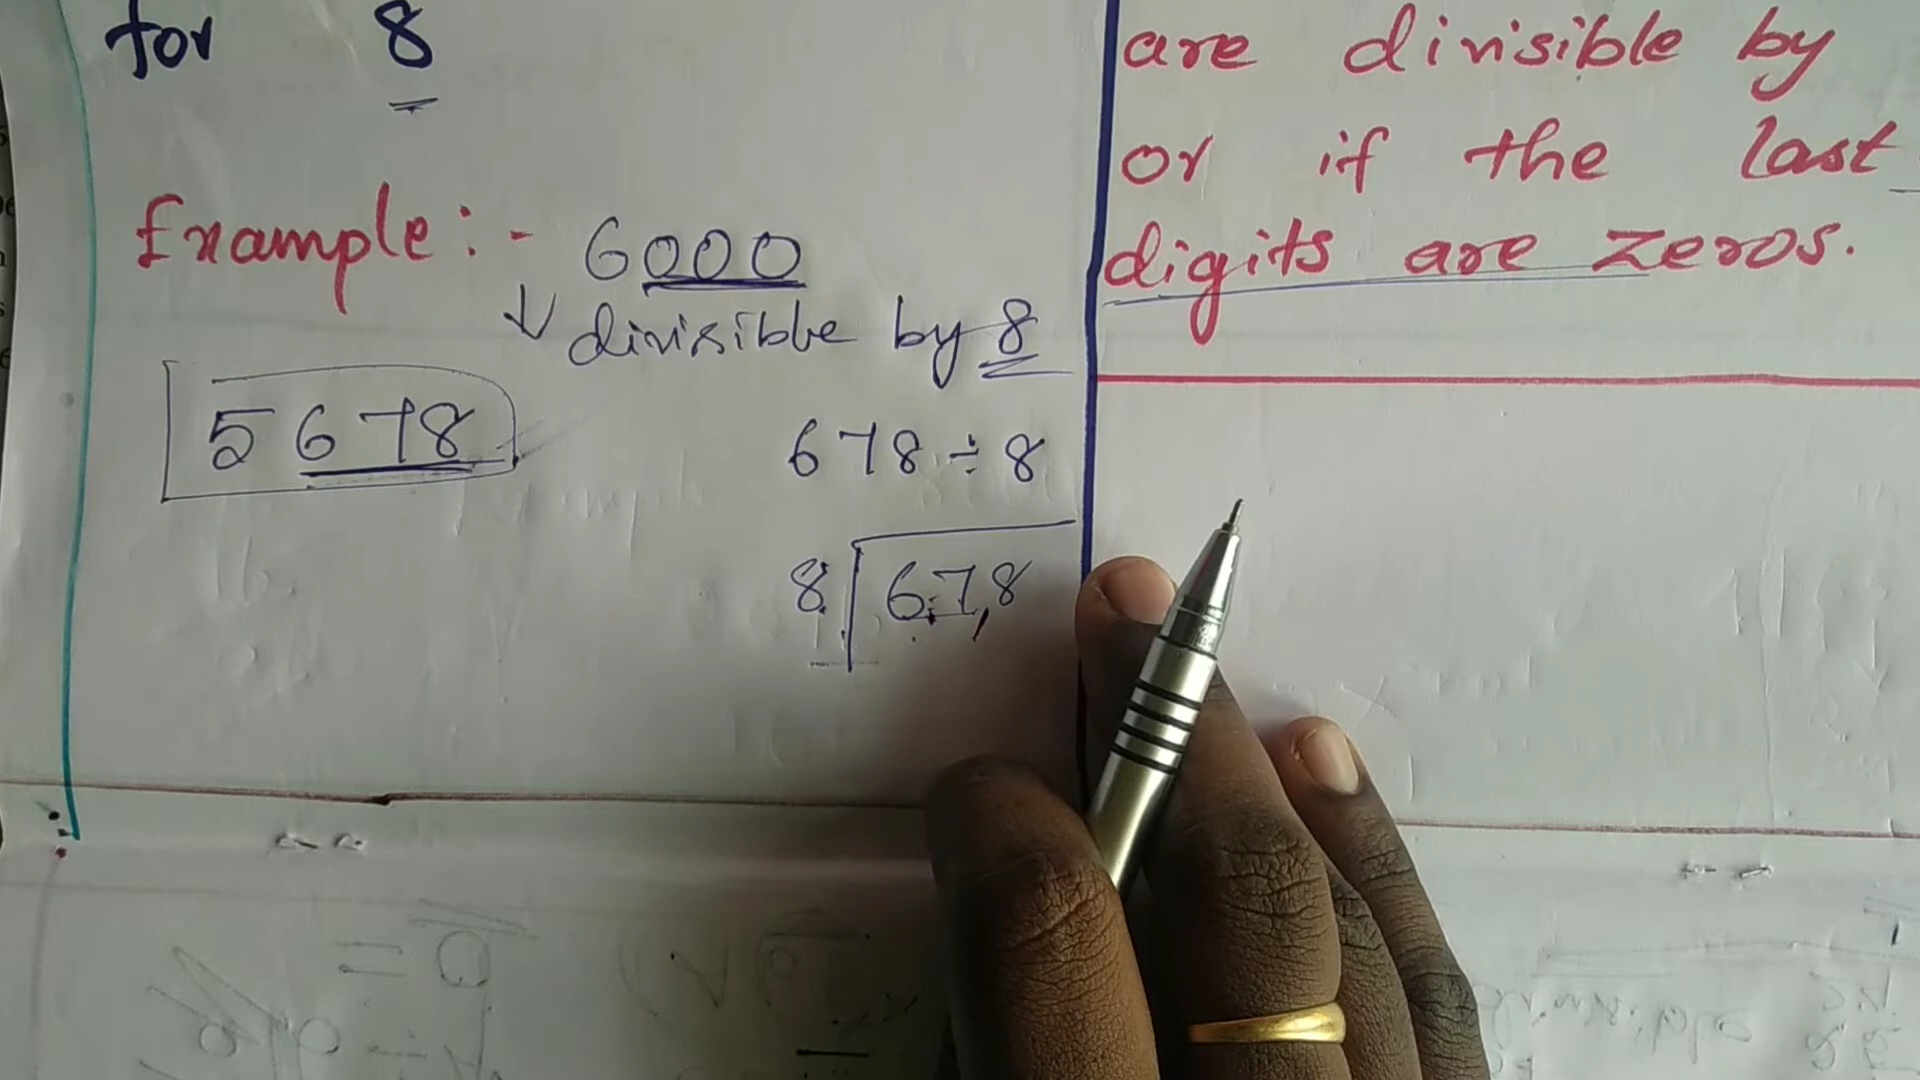 for 8
Example:- 6000
↓ divisible by 8
5678
678 ÷ 8
8 678
are divisible by
or if the last
digits are zeros.